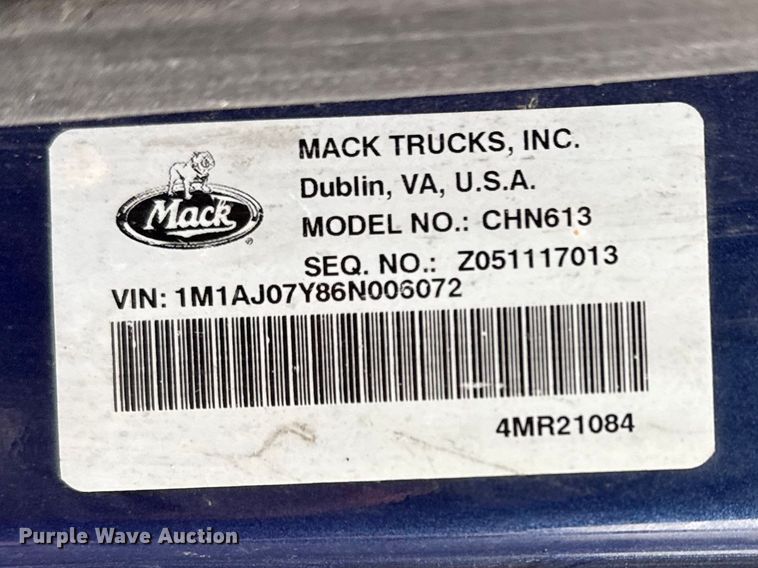 MACK TRUCKS, INC.
Dublin, VA, U.S.A.
Mack
®
MODEL NO.: CHN613
SEQ. NO.: Z051117013
VIN: 1M1AJ07Y86N006072
4MR21084
Purple Wave Auction